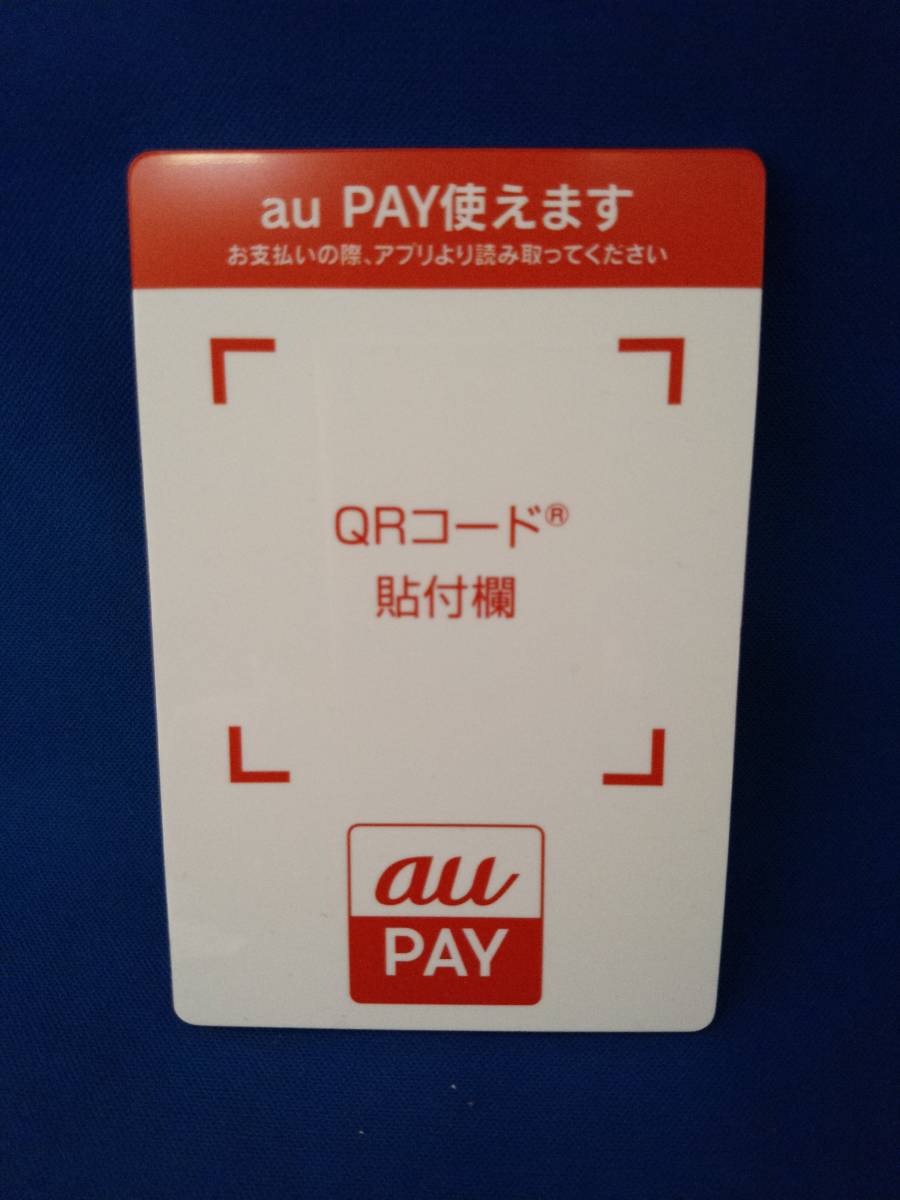 au PAY使えます
お支払いの際、アプリより読み取ってください
QRコード®
貼付欄
au
PAY